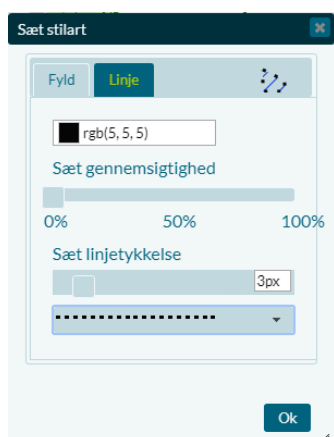 Sæt stilart
Fyld Linje
rgb(5, 5, 5)
Sæt gennemsigtighed
0% 50% 100%
Sæt linjetykkelse
3px
Ok